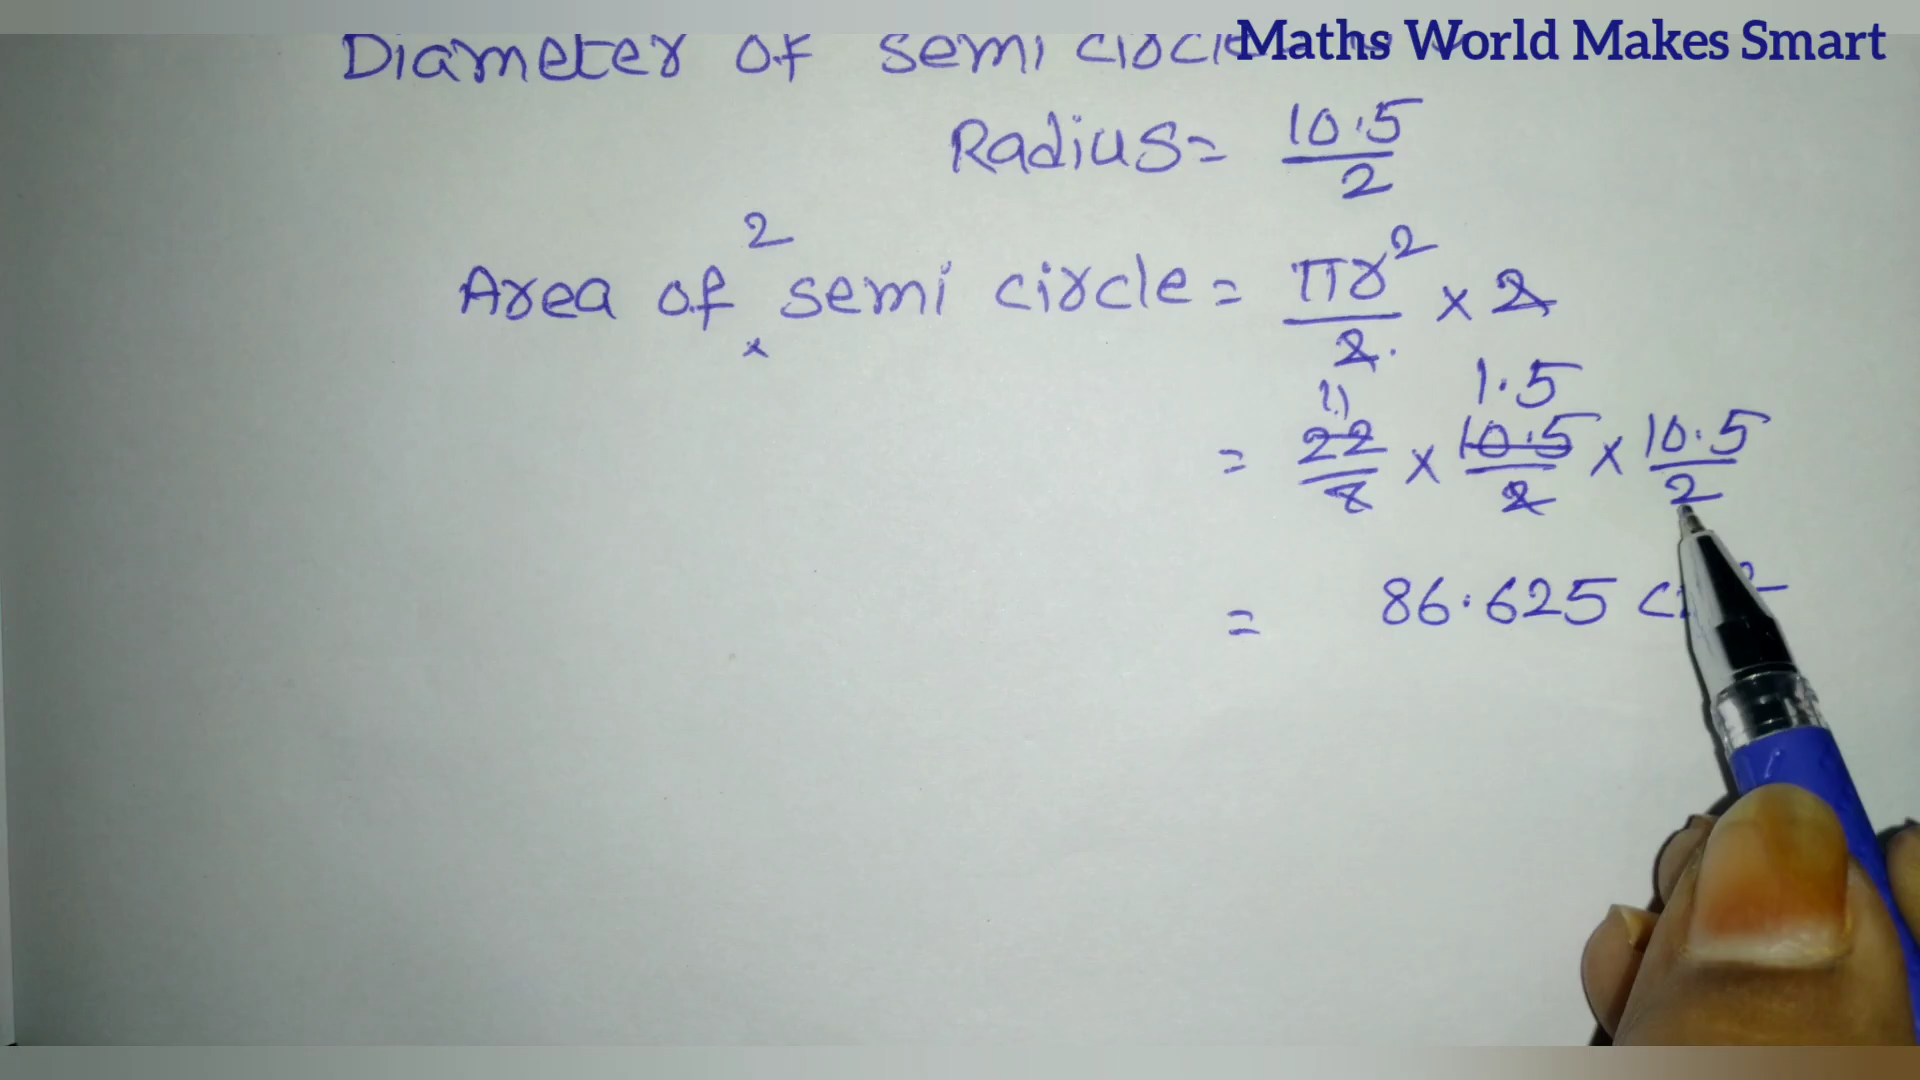 Maths World Makes Smart
Diameter of semi circle
Radius = 10.5/2
Area of 2 semi circle = πr²/2 × 2
x
11 1.5
= 22/7 × 10.5/2 × 10.5/2
= 86.625